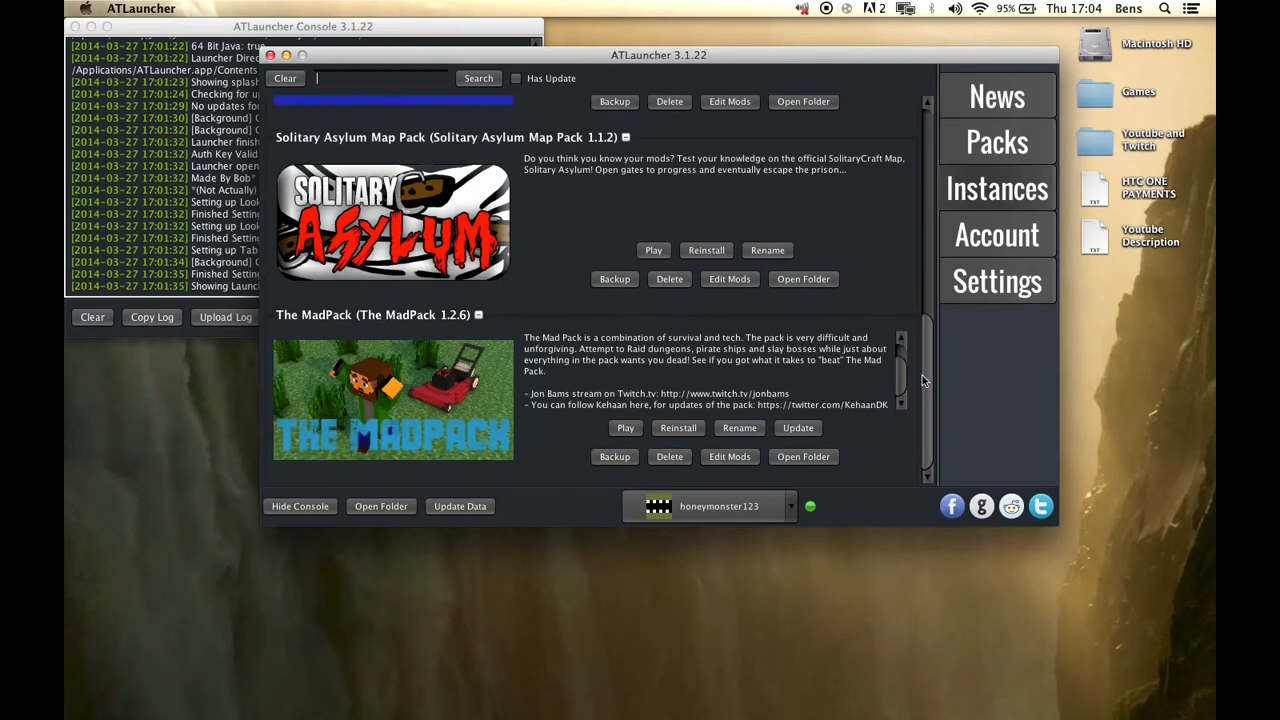 ATLauncher
2
95%
Thu 17:04
Bens
ATLauncher Console 3.1.22
[2014-03-27 17:01:22] 64 Bit Java: true
[2014-03-27 17:01:22] Launcher Direc
/Applications/ATLauncher.app/Contents
[2014-03-27 17:01:23] Showing splash
[2014-03-27 17:01:24] Checking for up
[2014-03-27 17:01:29] No updates fo
[2014-03-27 17:01:30] [Background] C
[2014-03-27 17:01:32] [Background] C
[2014-03-27 17:01:32] Launcher finish
[2014-03-27 17:01:32] Auth Key Valid
[2014-03-27 17:01:32] Launcher open
[2014-03-27 17:01:32] Made By Bob*
[2014-03-27 17:01:32] *(Not Actually)
[2014-03-27 17:01:32] Setting up Look
[2014-03-27 17:01:32] Finished Setting
[2014-03-27 17:01:32] Setting up Look
[2014-03-27 17:01:32] Finished Setting
[2014-03-27 17:01:32] Setting up Tab
[2014-03-27 17:01:34] [Background] C
[2014-03-27 17:01:35] Finished Settin
[2014-03-27 17:01:35] Showing Launc
Clear
Copy Log
Upload Log
ATLauncher 3.1.22
Clear
Search
Has Update
Backup
Delete
Edit Mods
Open Folder
Solitary Asylum Map Pack (Solitary Asylum Map Pack 1.1.2)
SOLITARY
ASYLUM
Do you think you know your mods? Test your knowledge on the official SolitaryCraft Map,
Solitary Asylum! Open gates to progress and eventually escape the prison...
Play
Reinstall
Rename
Backup
Delete
Edit Mods
Open Folder
The MadPack (The MadPack 1.2.6)
THE MADPACK
The Mad Pack is a combination of survival and tech. The pack is very difficult and
unforgiving. Attempt to Raid dungeons, pirate ships and slay bosses while just about
everything in the pack wants you dead! See if you got what it takes to "beat" The Mad
Pack.
- Jon Bams stream on Twitch.tv: http://www.twitch.tv/jonbams
- You can follow Kehaan here, for updates of the pack: https://twitter.com/KehaanDK
Play
Reinstall
Rename
Update
Backup
Delete
Edit Mods
Open Folder
Hide Console
Open Folder
Update Data
honeymonster123
News
Packs
Instances
Account
Settings
f
g
t
Macintosh HD
Games
Youtube and
Twitch
TXT
HTC ONE
PAYMENTS
TXT
Youtube
Description